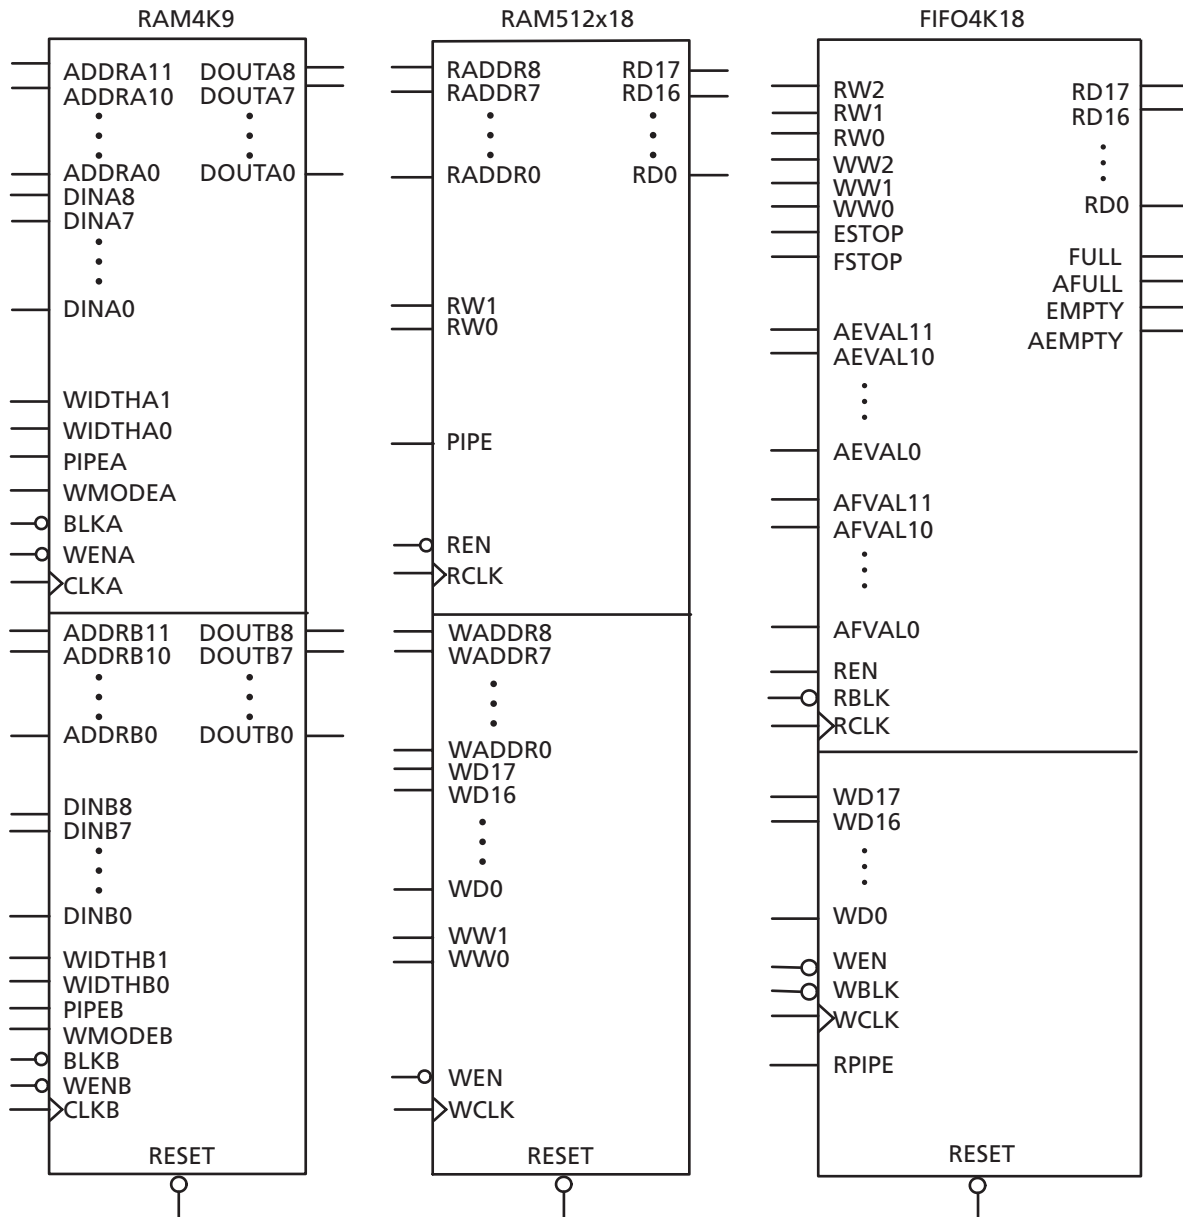 RAM4K9
ADDRA11 DOUTA8
ADDRA10 DOUTA7
ADDRA0 DOUTA0
DINA8
DINA7
DINA0
WIDTHA1
WIDTHA0
PIPEA
WMODEA
BLKA
WENA
CLKA
ADDRB11 DOUTB8
ADDRB10 DOUTB7
ADDRB0 DOUTB0
DINB8
DINB7
DINB0
WIDTHB1
WIDTHB0
PIPEB
WMODEB
BLKB
WENB
CLKB
RESET
RAM512x18
RADDR8 RD17
RADDR7 RD16
RADDR0 RD0
RW1
RW0
PIPE
REN
RCLK
WADDR8
WADDR7
WADDR0
WD17
WD16
WD0
WW1
WW0
WEN
WCLK
RESET
FIFO4K18
RW2 RD17
RW1 RD16
RW0
WW2
WW1
WW0 RD0
ESTOP
FSTOP FULL
AFULL
EMPTY
AEVAL11 AEMPTY
AEVAL10
AEVAL0
AFVAL11
AFVAL10
AFVAL0
REN
RBLK
RCLK
WD17
WD16
WD0
WEN
WBLK
WCLK
RPIPE
RESET